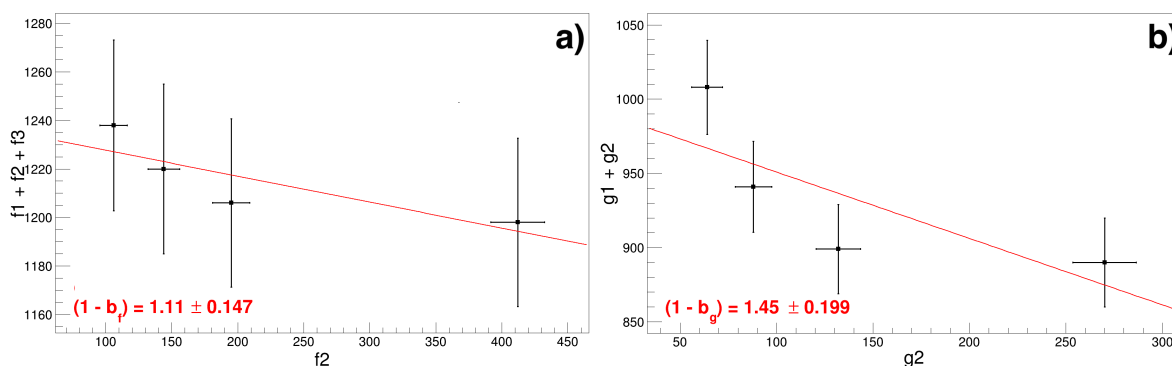 a)
1280
1260
1240
1220
1200
1180
1160
f1 + f2 + f3
(1 - b_f) = 1.11 ± 0.147
100 150 200 250 300 350 400 450
f2
b)
1050
1000
950
900
850
g1 + g2
(1 - b_g) = 1.45 ± 0.199
50 100 150 200 250 300
g2